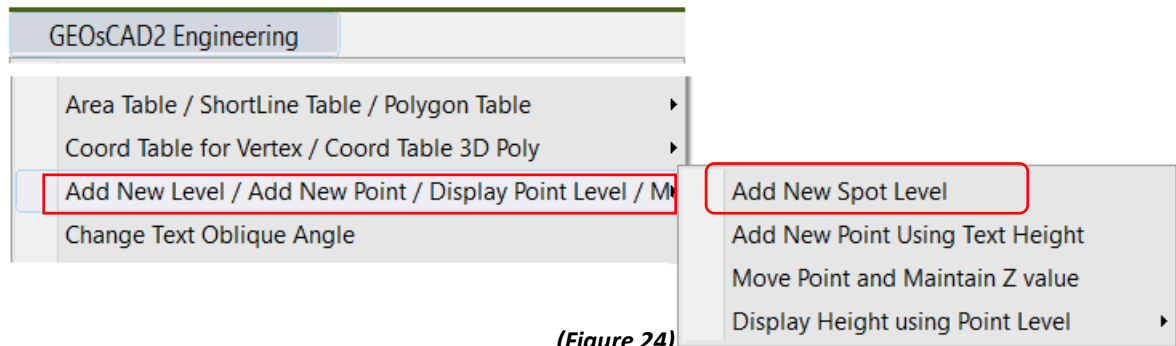 GEOsCAD2 Engineering
Area Table / ShortLine Table / Polygon Table
Coord Table for Vertex / Coord Table 3D Poly
Add New Level / Add New Point / Display Point Level / M
Change Text Oblique Angle
Add New Spot Level
Add New Point Using Text Height
Move Point and Maintain Z value
Display Height using Point Level
(Figure 24)